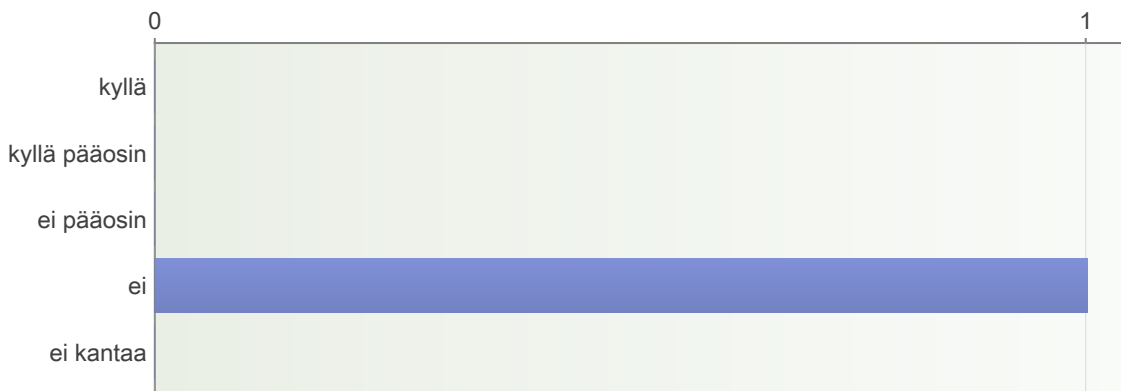 0 1
kyllä
kyllä pääosin
ei pääosin
ei
ei kantaa